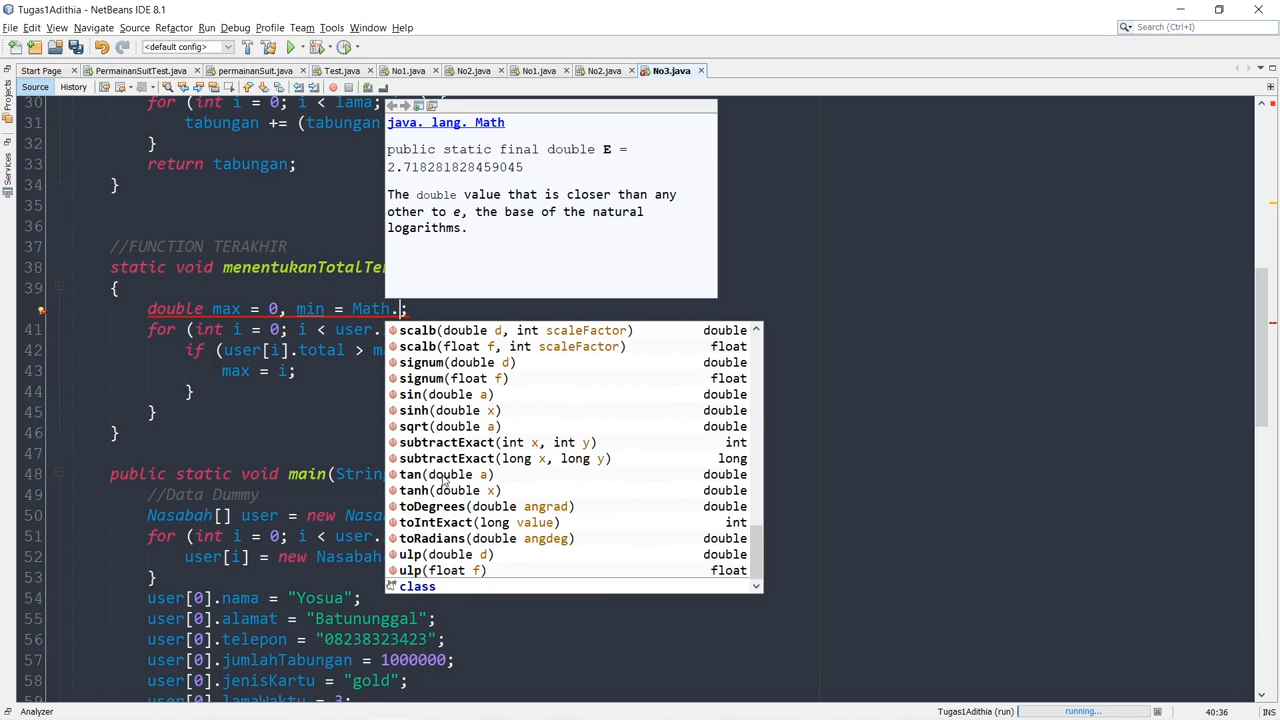 Tugas1Adithia - NetBeans IDE 8.1
File Edit View Navigate Source Refactor Run Debug Profile Team Tools Window Help
Search (Ctrl+I)
<default config>
Start Page PermainanSuitTest.java permainanSuit.java Test.java No1.java No2.java No1.java No2.java No3.java
Source History
Projects
Services
30 for (int i = 0; i < lama;
31 tabungan += (tabungan
32 }
33 return tabungan;
34 }
35
36
37 //FUNCTION TERAKHIR
38 static void menentukanTotalTe
39 {
double max = 0, min = Math.;
41 for (int i = 0; i < user.
42 if (user[i].total > m
43 max = i;
44 }
45 }
46 }
47
48 public static void main(Strin
49 //Data Dummy
50 Nasabah[] user = new Nasa
51 for (int i = 0; i < user.
52 user[i] = new Nasabah
53 }
54 user[0].nama = "Yosua";
55 user[0].alamat = "Batununggal";
56 user[0].telepon = "08238323423";
57 user[0].jumlahTabungan = 1000000;
58 user[0].jenisKartu = "gold";
59 user[0].lamaWaktu = 3;
java. lang. Math
public static final double E =
2.718281828459045
The double value that is closer than any
other to e, the base of the natural
logarithms.
scalb(double d, int scaleFactor) double
scalb(float f, int scaleFactor) float
signum(double d) double
signum(float f) float
sin(double a) double
sinh(double x) double
sqrt(double a) double
subtractExact(int x, int y) int
subtractExact(long x, long y) long
tan(double a) double
tanh(double x) double
toDegrees(double angrad) double
toIntExact(long value) int
toRadians(double angdeg) double
ulp(double d) double
ulp(float f) float
class
Analyzer
Tugas1Adithia (run) running... 40:36 INS